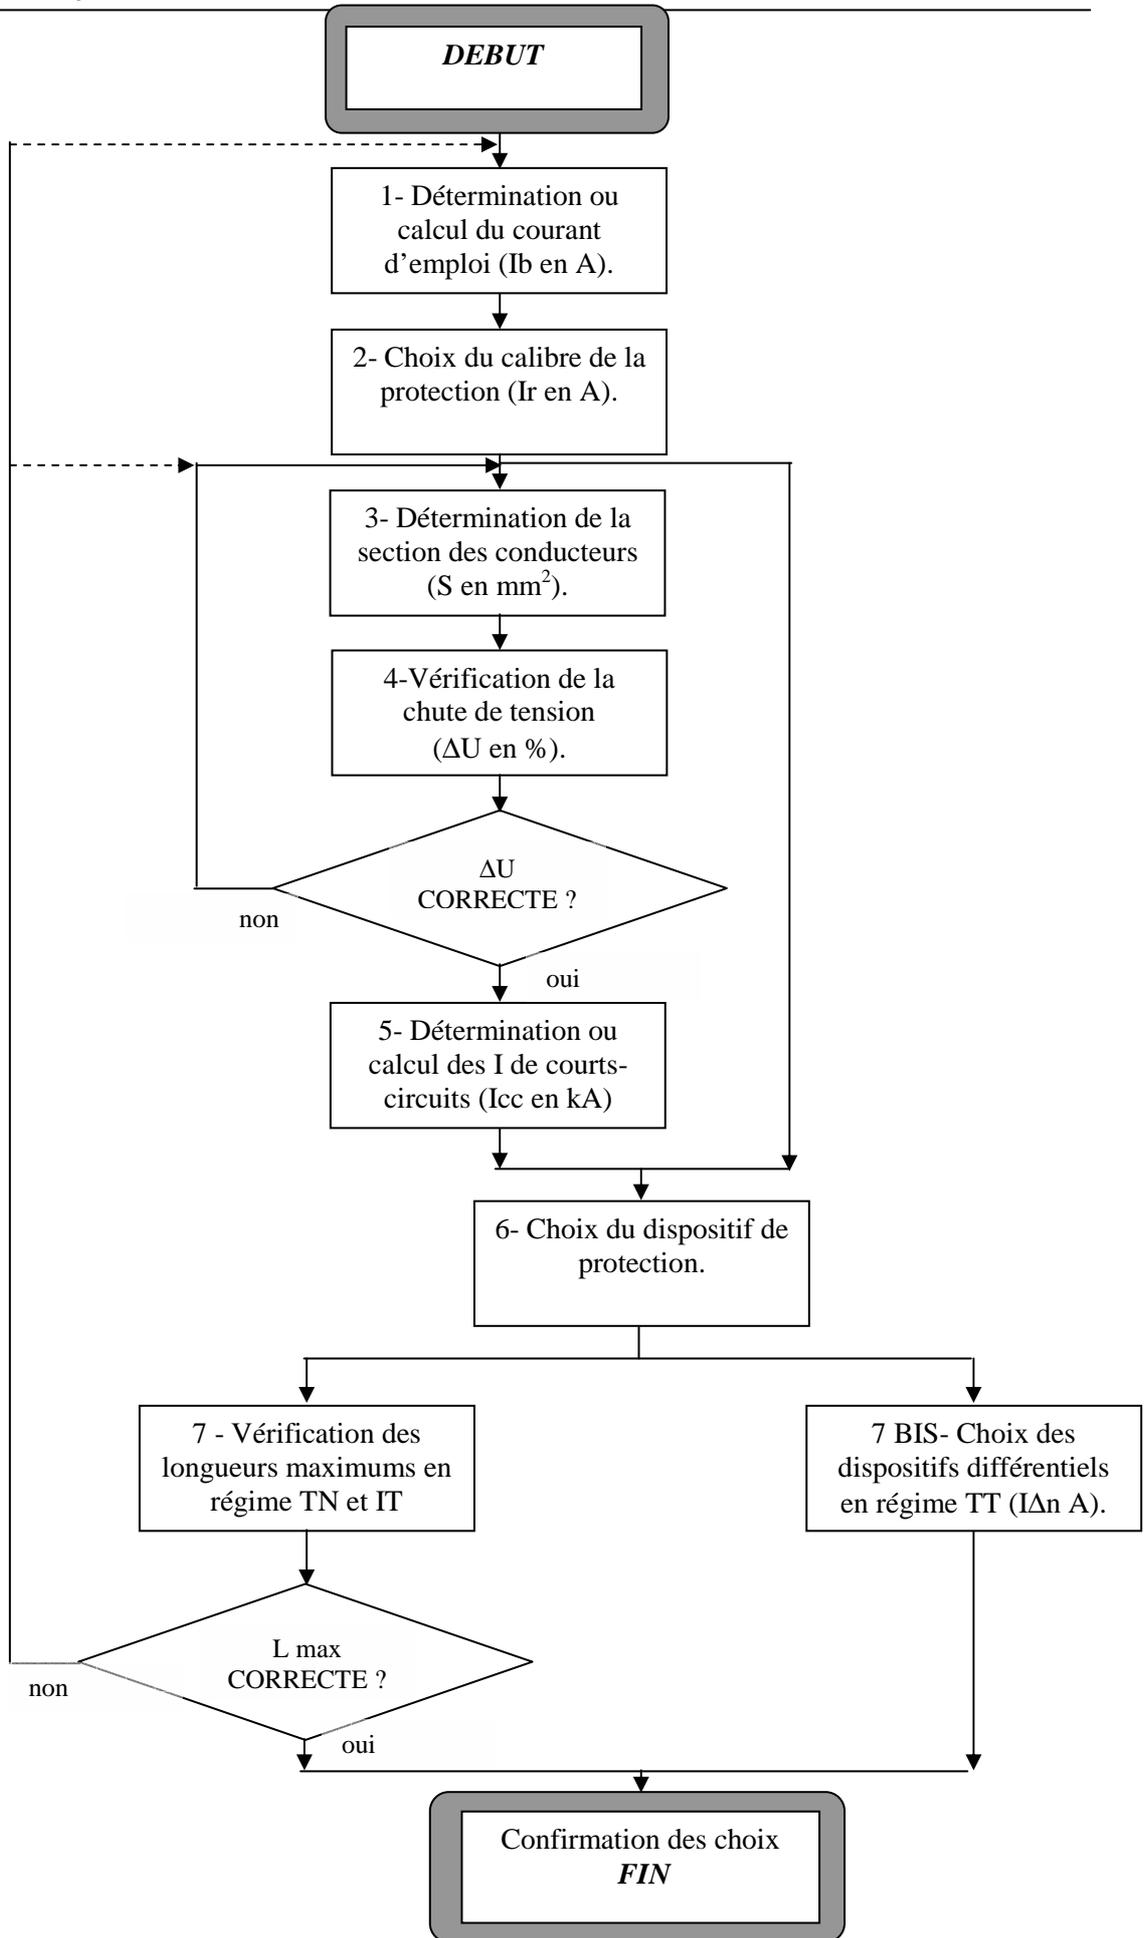 DEBUT
1- Détermination ou
calcul du courant
d’emploi (Ib en A).
2- Choix du calibre de la
protection (Ir en A).
3- Détermination de la
section des conducteurs
(S en mm²).
4-Vérification de la
chute de tension
(ΔU en %).
ΔU
CORRECTE ?
non
oui
5- Détermination ou
calcul des I de courts-
circuits (Icc en kA)
6- Choix du dispositif de
protection.
7 - Vérification des
longueurs maximums en
régime TN et IT
7 BIS- Choix des
dispositifs différentiels
en régime TT (IΔn A).
L max
CORRECTE ?
non
oui
Confirmation des choix
FIN